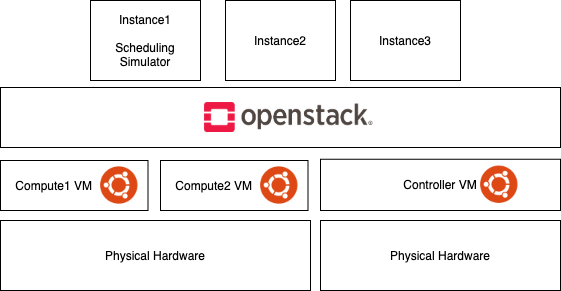 Instance1
Scheduling
Simulator
Instance2
Instance3
openstack®
Compute1 VM
Compute2 VM
Controller VM
Physical Hardware
Physical Hardware